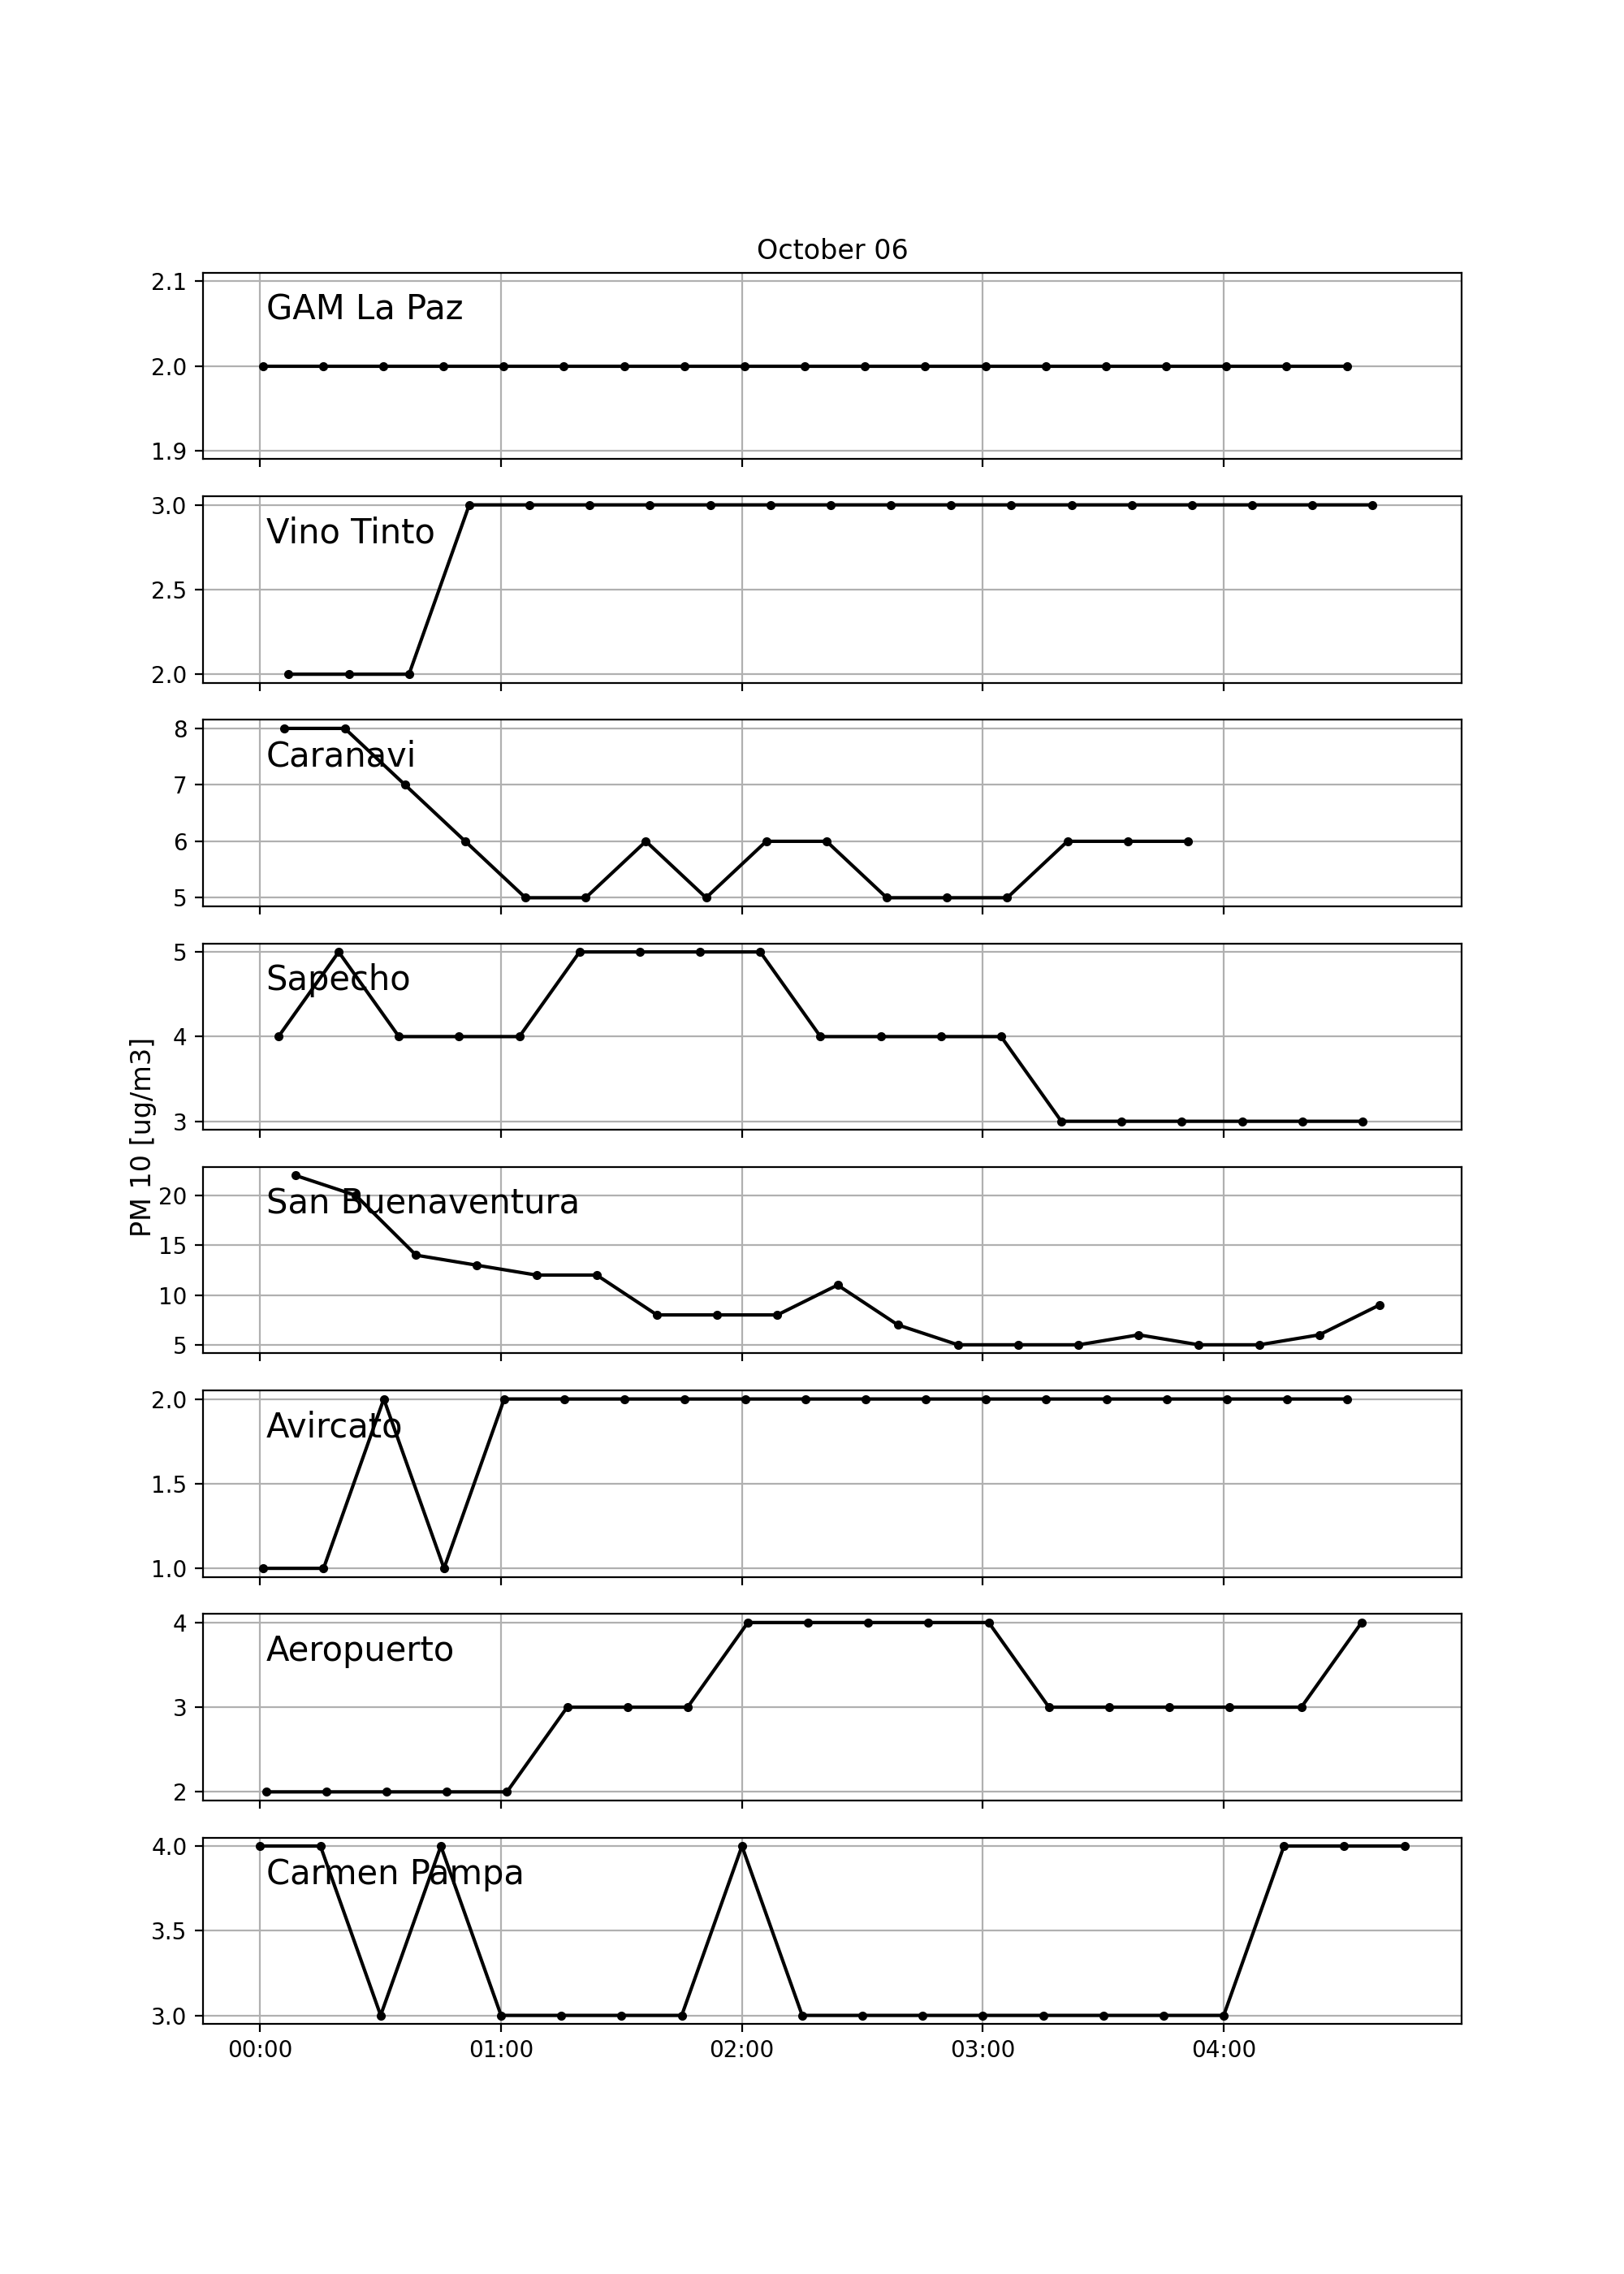 October 06
2.1
GAM La Paz
2.0
1.9
3.0
Vino Tinto
2.5
2.0
8
Caranavi
7
6
5
5
Sapecho
4
3
PM 10 [ug/m3]
20
San Buenaventura
15
10
5
2.0
Avircato
1.5
1.0
4
Aeropuerto
3
2
4.0
Carmen Pampa
3.5
3.0
00:00 01:00 02:00 03:00 04:00